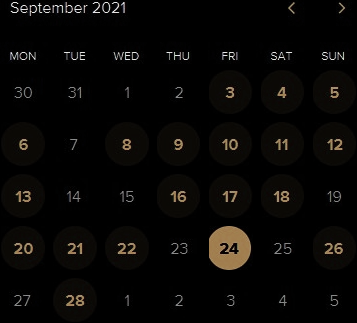 September 2021
MON TUE WED THU FRI SAT SUN
30 31 1 2 3 4 5
6 7 8 9 10 11 12
13 14 15 16 17 18 19
20 21 22 23 24 25 26
27 28 1 2 3 4 5